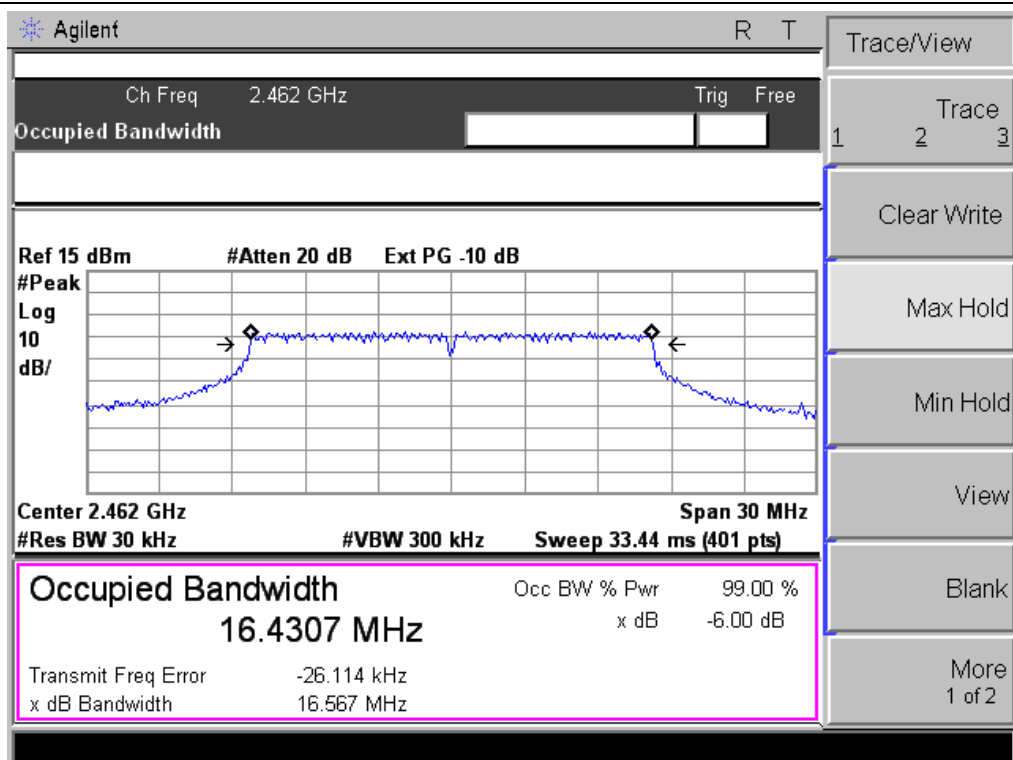 Agilent R T
Ch Freq 2.462 GHz Trig Free
Occupied Bandwidth
Ref 15 dBm #Atten 20 dB Ext PG -10 dB
#Peak
Log
10
dB/
Center 2.462 GHz Span 30 MHz
#Res BW 30 kHz #VBW 300 kHz Sweep 33.44 ms (401 pts)
Occupied Bandwidth Occ BW % Pwr 99.00 %
16.4307 MHz x dB -6.00 dB
Transmit Freq Error -26.114 kHz
x dB Bandwidth 16.567 MHz
Trace/View
Trace
1 2 3
Clear Write
Max Hold
Min Hold
View
Blank
More
1 of 2